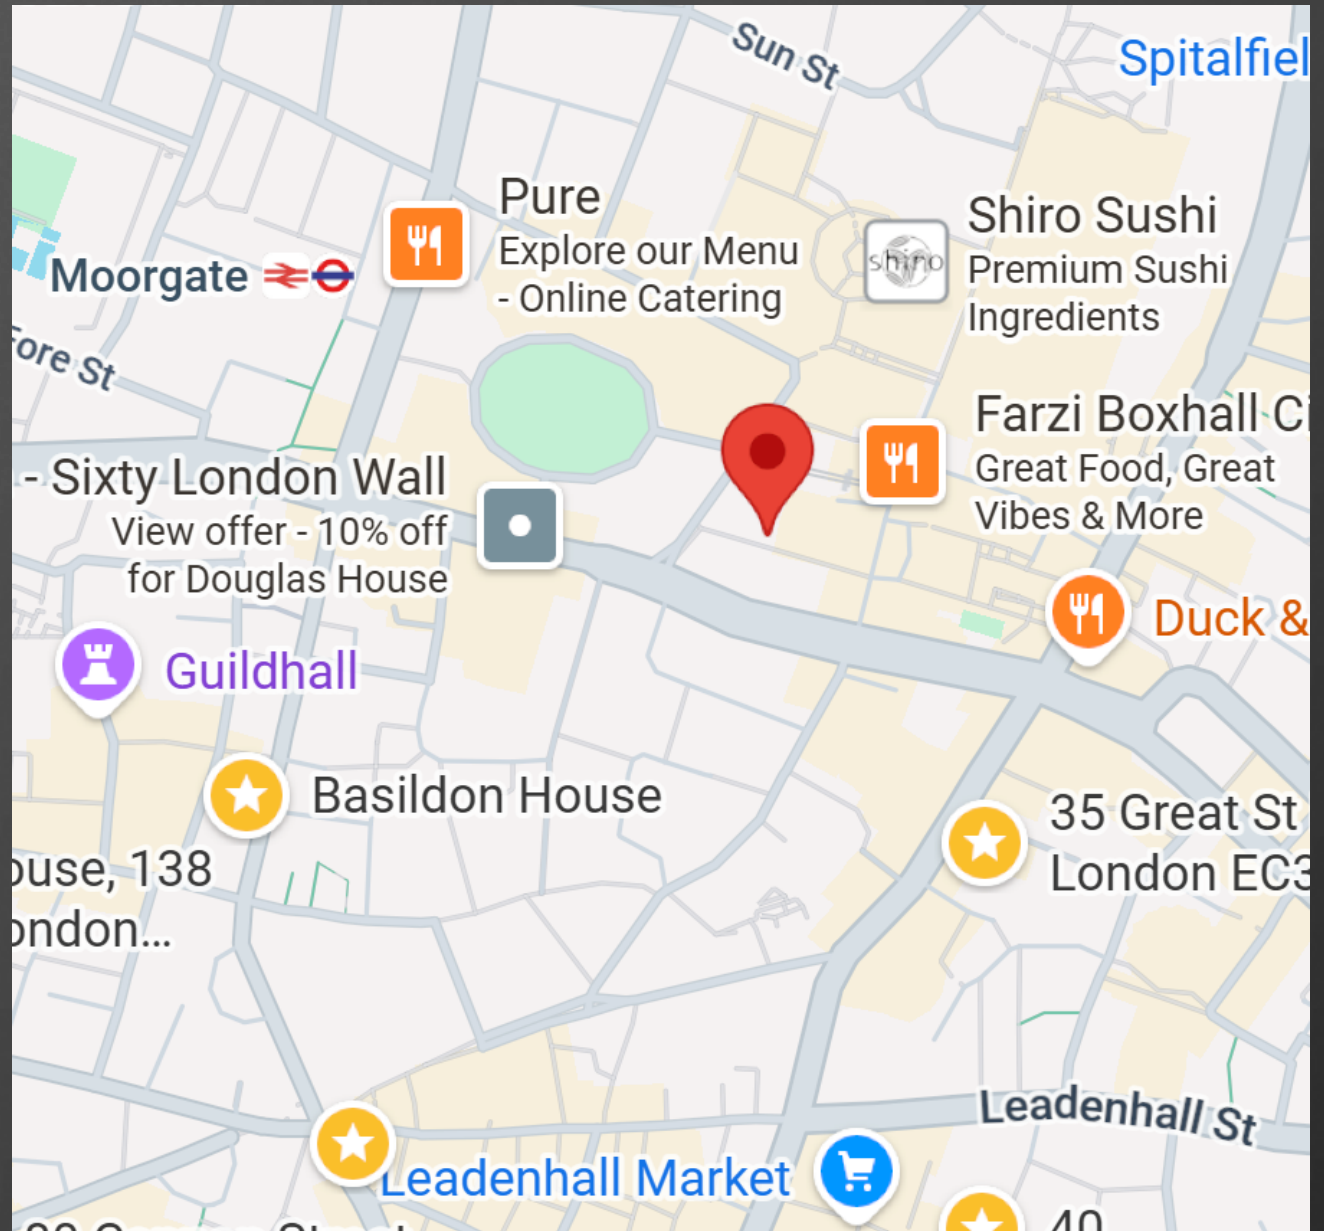 Sun St
Spitalfiel
Pure
Explore our Menu
- Online Catering
shiro
Shiro Sushi
Premium Sushi
Ingredients
Moorgate
Fore St
Farzi Boxhall Ci
Great Food, Great
Vibes & More
- Sixty London Wall
View offer - 10% off
for Douglas House
Duck &
Guildhall
Basildon House
35 Great St
London EC3
ouse, 138
ondon...
Leadenhall St
Leadenhall Market
40